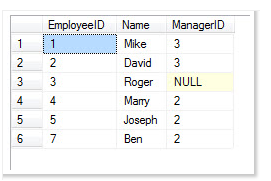 EmployeeID Name ManagerID
1 1 Mike 3
2 2 David 3
3 3 Roger NULL
4 4 Marry 2
5 5 Joseph 2
6 7 Ben 2